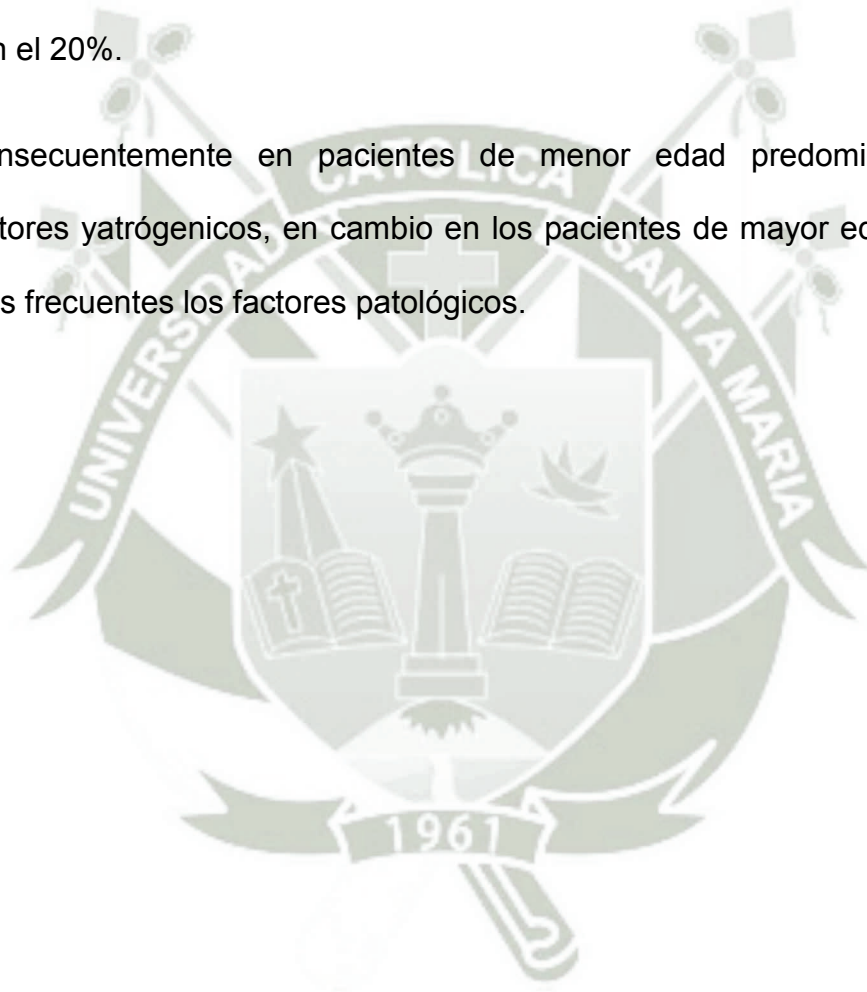 n el 20%.
nsecuentemente en pacientes de menor edad predomi
tores yatrógenicos, en cambio en los pacientes de mayor ed
s frecuentes los factores patológicos.
UNIVERSIDAD CATOLICA SANTA MARIA
1961